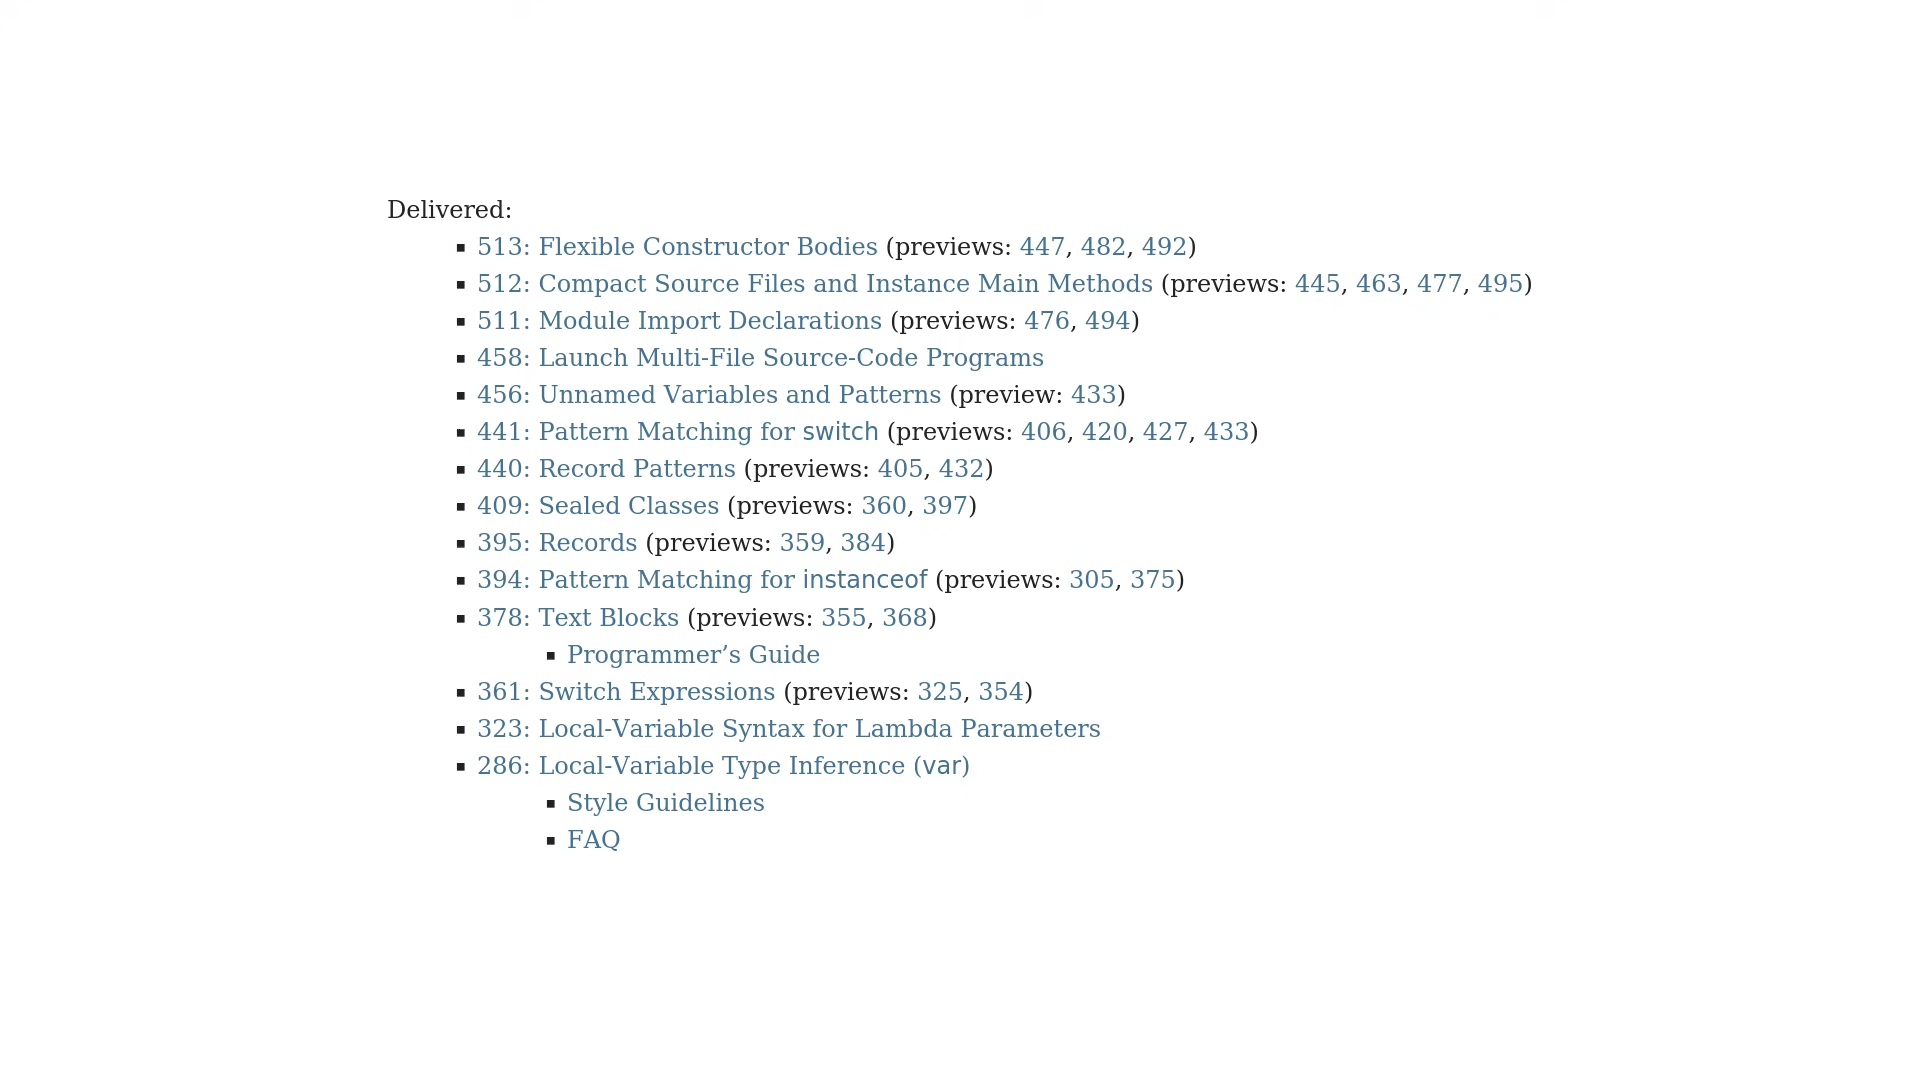 Delivered:
▪ 513: Flexible Constructor Bodies (previews: 447, 482, 492)
▪ 512: Compact Source Files and Instance Main Methods (previews: 445, 463, 477, 495)
▪ 511: Module Import Declarations (previews: 476, 494)
▪ 458: Launch Multi-File Source-Code Programs
▪ 456: Unnamed Variables and Patterns (preview: 433)
▪ 441: Pattern Matching for switch (previews: 406, 420, 427, 433)
▪ 440: Record Patterns (previews: 405, 432)
▪ 409: Sealed Classes (previews: 360, 397)
▪ 395: Records (previews: 359, 384)
▪ 394: Pattern Matching for instanceof (previews: 305, 375)
▪ 378: Text Blocks (previews: 355, 368)
▪ Programmer’s Guide
▪ 361: Switch Expressions (previews: 325, 354)
▪ 323: Local-Variable Syntax for Lambda Parameters
▪ 286: Local-Variable Type Inference (var)
▪ Style Guidelines
▪ FAQ